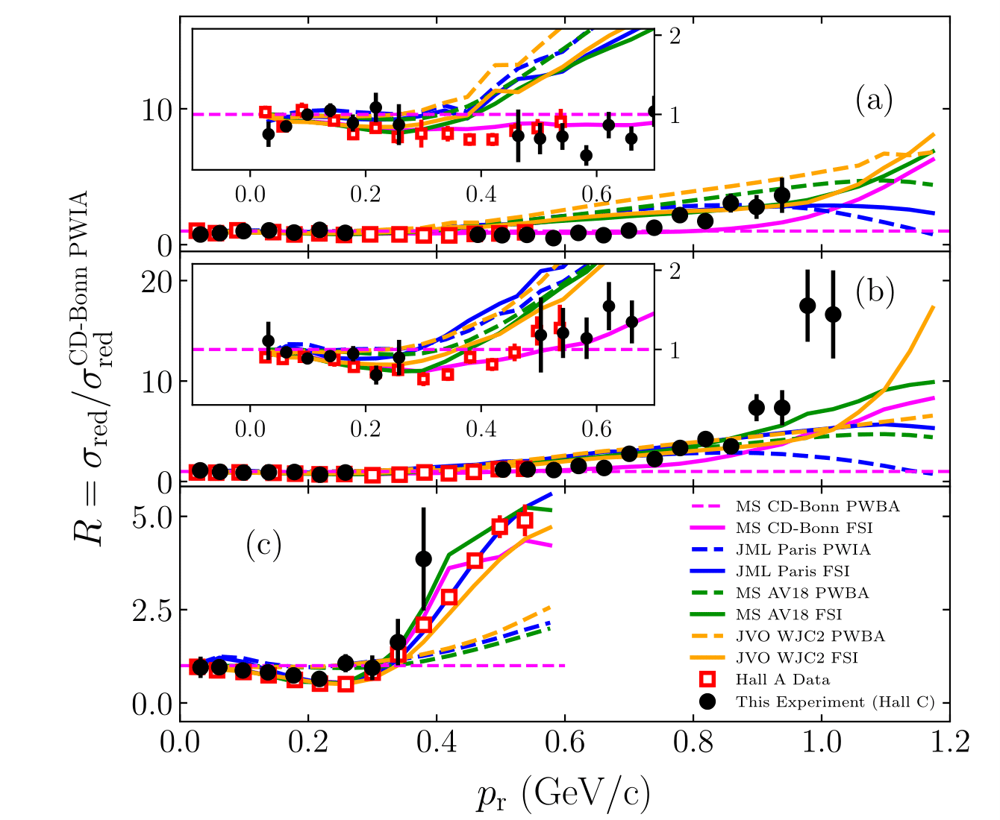 R = σred/σredCD-Bonn PWIA
10
0
2
1
0.0 0.2 0.4 0.6
(a)
20
10
0
2
1
0.0 0.2 0.4 0.6
(b)
0
5.0
2.5
0.0
(c)
MS CD-Bonn PWBA
MS CD-Bonn FSI
JML Paris PWIA
JML Paris FSI
MS AV18 PWBA
MS AV18 FSI
JVO WJC2 PWBA
JVO WJC2 FSI
Hall A Data
This Experiment (Hall C)
0.0 0.2 0.4 0.6 0.8 1.0 1.2
pr (GeV/c)